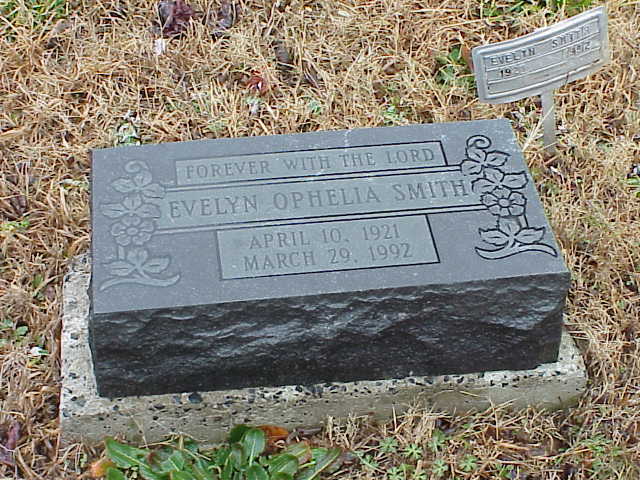 FOREVER WITH THE LORD
EVELYN OPHELIA SMITH
APRIL 10, 1921
MARCH 29, 1992
EVELYN SMITH